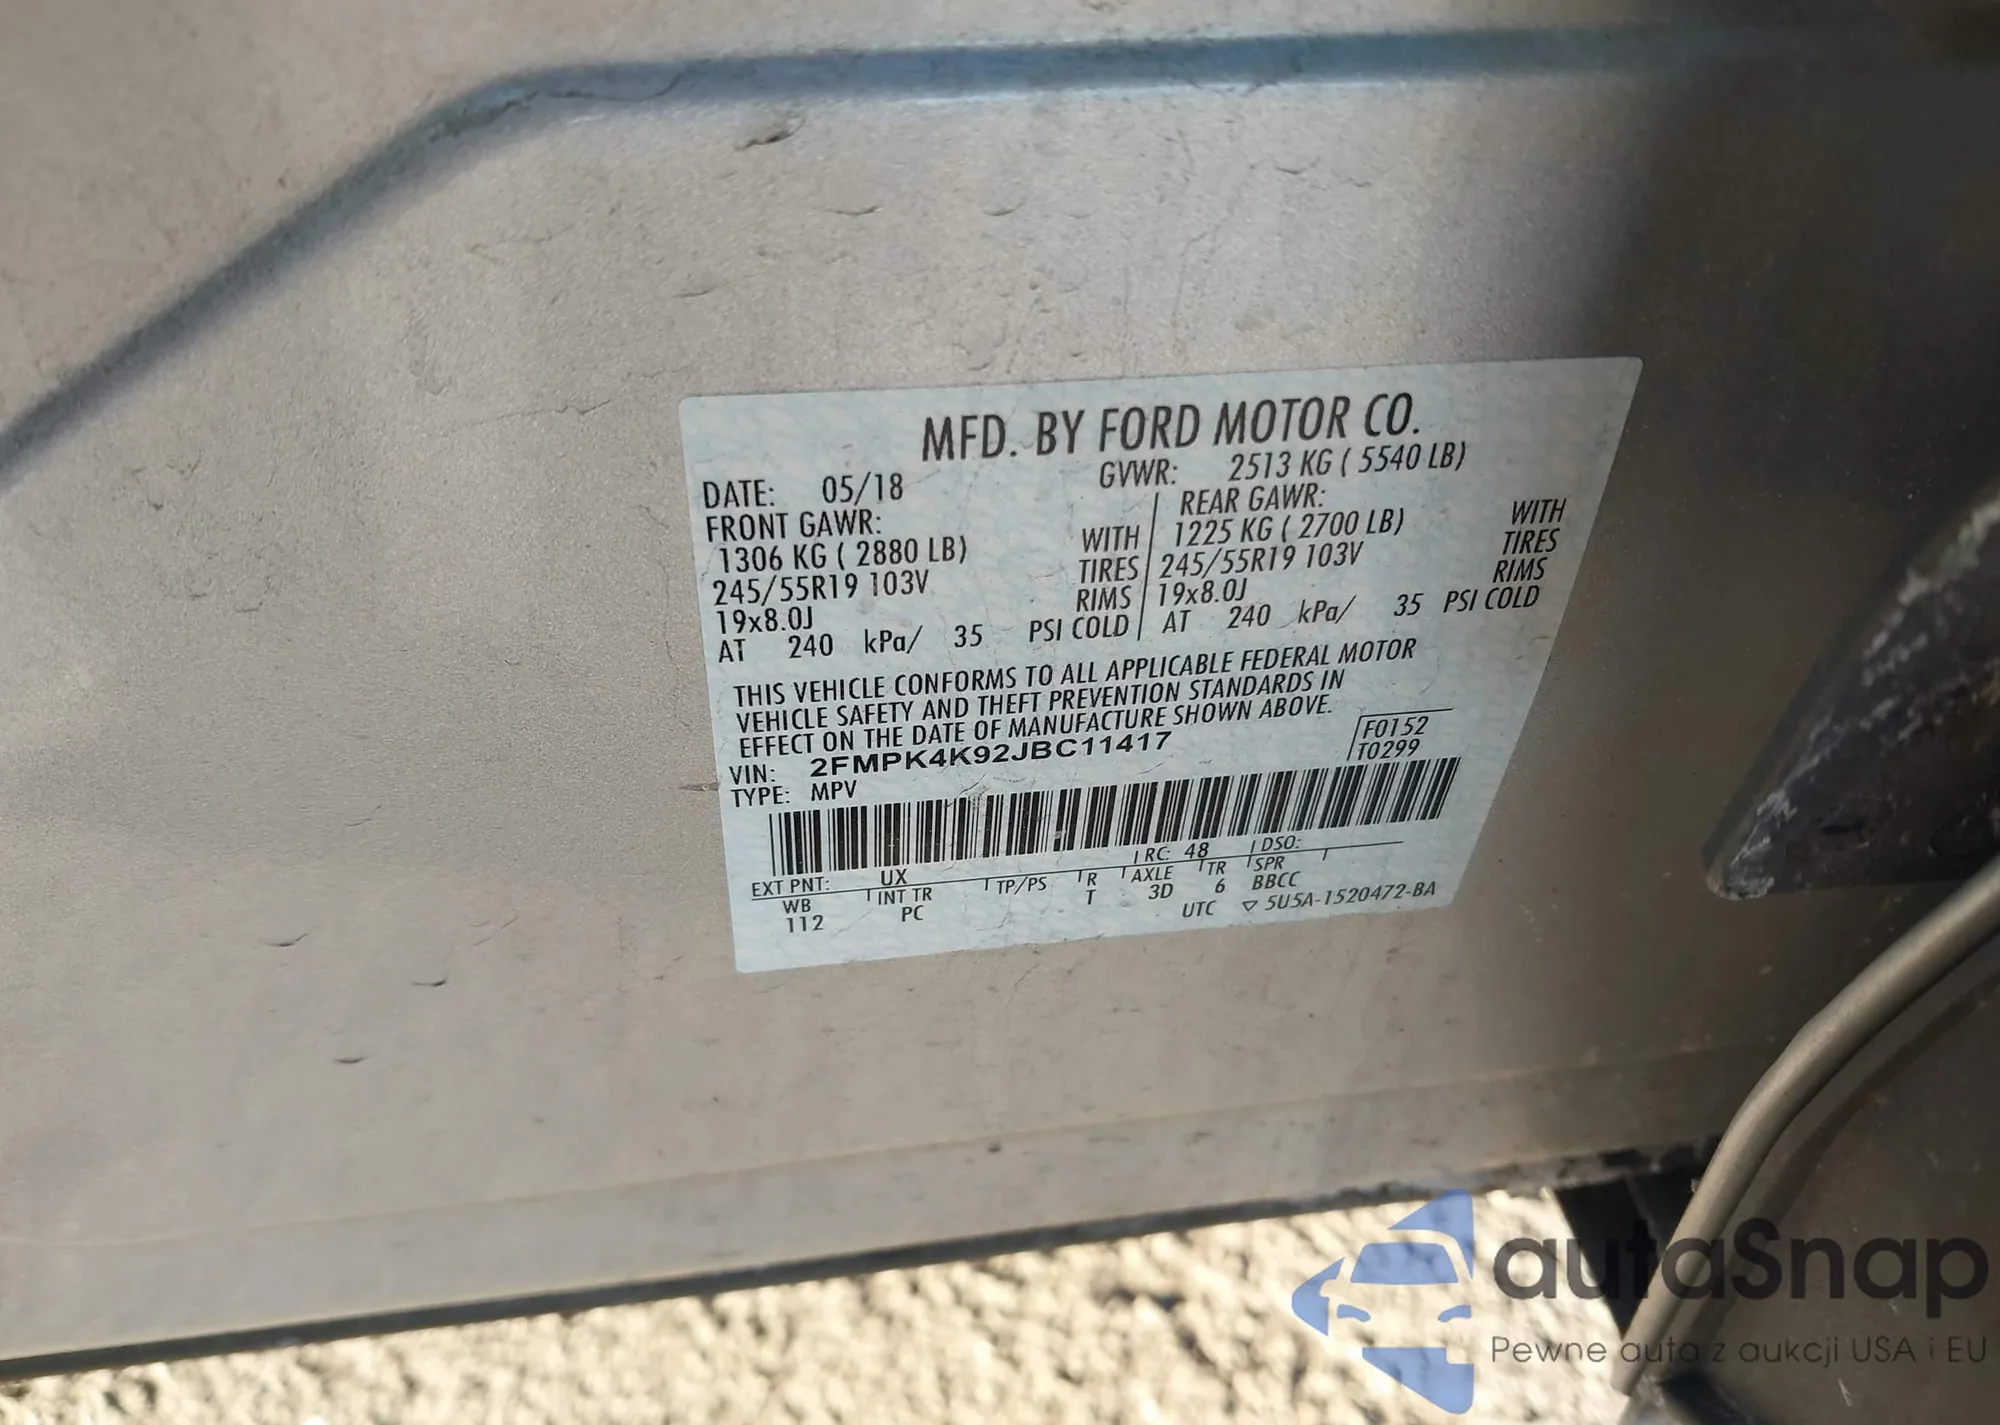 MFD. BY FORD MOTOR CO.
DATE: 05/18 GVWR: 2513 KG ( 5540 LB)
FRONT GAWR: REAR GAWR:
1306 KG ( 2880 LB) WITH 1225 KG ( 2700 LB) WITH
245/55R19 103V TIRES 245/55R19 103V TIRES
19x8.0J RIMS 19x8.0J RIMS
AT 240 kPa/ 35 PSI COLD AT 240 kPa/ 35 PSI COLD
THIS VEHICLE CONFORMS TO ALL APPLICABLE FEDERAL MOTOR
VEHICLE SAFETY AND THEFT PREVENTION STANDARDS IN
EFFECT ON THE DATE OF MANUFACTURE SHOWN ABOVE.
VIN: 2FMPK4K92JBC11417 F0152
TYPE: MPV T0299
EXT PNT: UX RC: 48 DSO:
WB INT TR TP/PS R AXLE TR SPR
112 PC T 3D 6 BBCC
UTC ▽ 5U5A-1520472-BA
autaSnap
Pewne auta z aukcji USA i EU